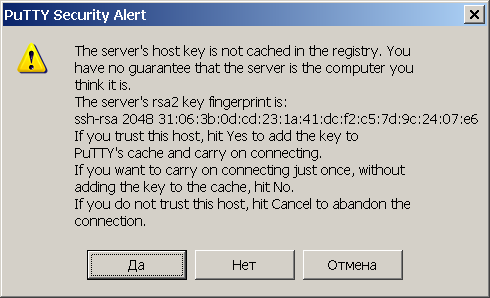 PuTTY Security Alert
The server's host key is not cached in the registry. You
have no guarantee that the server is the computer you
think it is.
The server's rsa2 key fingerprint is:
ssh-rsa 2048 31:06:3b:0d:cd:23:1a:41:dc:f2:c5:7d:9c:24:07:e6
If you trust this host, hit Yes to add the key to
PuTTY's cache and carry on connecting.
If you want to carry on connecting just once, without
adding the key to the cache, hit No.
If you do not trust this host, hit Cancel to abandon the
connection.
Да
Нет
Отмена